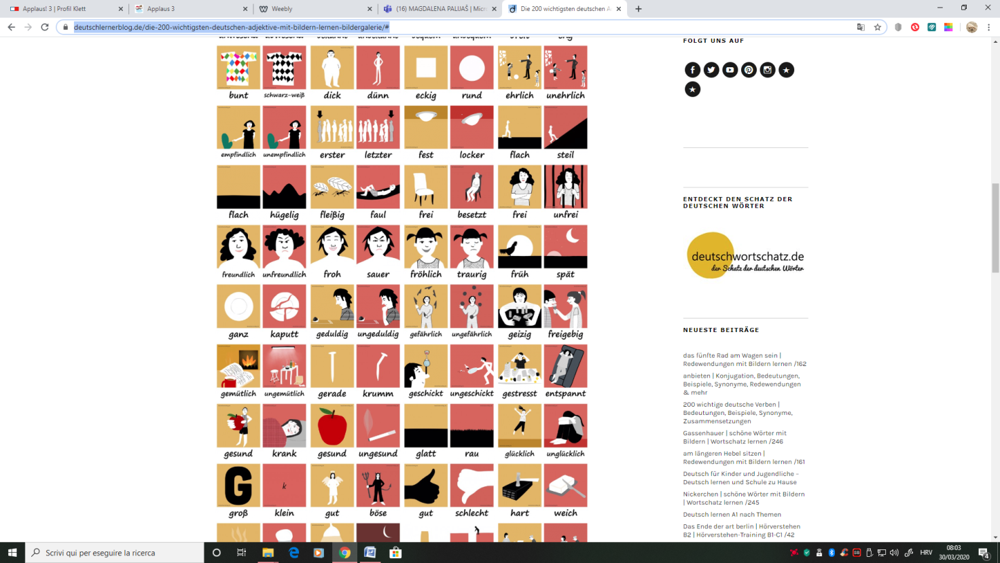 Applaus! 3 | Profil Klett
Applaus 3
Weebly
(16) MAGDALENA PALIJAŠ | Micr
Die 200 wichtigsten deutschen A
deutschlernerblog.de/die-200-wichtigsten-deutschen-adjektive-mit-bildern-lernen-bildergalerie/#
bunt schwarz-weiß dick dünn eckig rund ehrlich unehrlich
empfindlich unempfindlich erster letzter fest locker flach steil
flach hügelig fleißig faul frei besetzt frei unfrei
freundlich unfreundlich froh sauer fröhlich traurig früh spät
ganz kaputt geduldig ungeduldig gefährlich ungefährlich geizig freigebig
gemütlich ungemütlich gerade krumm geschickt ungeschickt gestresst entspannt
gesund krank gesund ungesund glatt rau glücklich unglücklich
G k
groß klein gut böse gut schlecht hart weich
FOLGT UNS AUF
ENTDECKT DEN SCHATZ DER
DEUTSCHEN WÖRTER
deutschwortschatz.de
der Schatz der deutschen Wörter
NEUESTE BEITRÄGE
das fünfte Rad am Wagen sein |
Redewendungen mit Bildern lernen /162
anbieten | Konjugation, Bedeutungen,
Beispiele, Synonyme, Redewendungen
& mehr
200 wichtige deutsche Verben |
Bedeutungen, Beispiele, Synonyme,
Zusammensetzungen
Gassenhauer | schöne Wörter mit
Bildern | Wortschatz lernen /246
am längeren Hebel sitzen |
Redewendungen mit Bildern lernen /161
Deutsch für Kinder und Jugendliche –
Deutsch lernen und Schule zu Hause
Nickerchen | schöne Wörter mit Bildern
| Wortschatz lernen /245
Deutsch lernen A1 nach Themen
Das Ende der art berlin | Hörverstehen
B2 | Hörverstehen-Training B1-C1 /42
Scrivi qui per eseguire la ricerca
HRV
08:03
30/03/2020
4